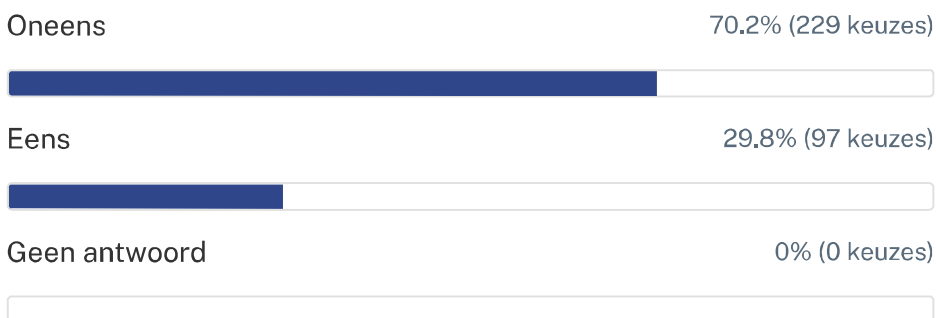 Oneens 70.2% (229 keuzes)
Eens 29.8% (97 keuzes)
Geen antwoord 0% (0 keuzes)